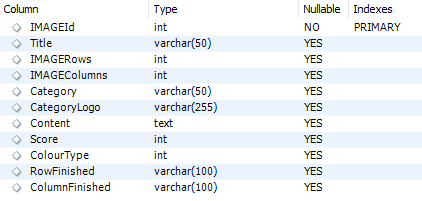 Column Type Nullable Indexes
IMAGEId int NO PRIMARY
Title varchar(50) YES
IMAGERows int YES
IMAGEColumns int YES
Category varchar(50) YES
CategoryLogo varchar(255) YES
Content text YES
Score int YES
ColourType int YES
RowFinished varchar(100) YES
ColumnFinished varchar(100) YES